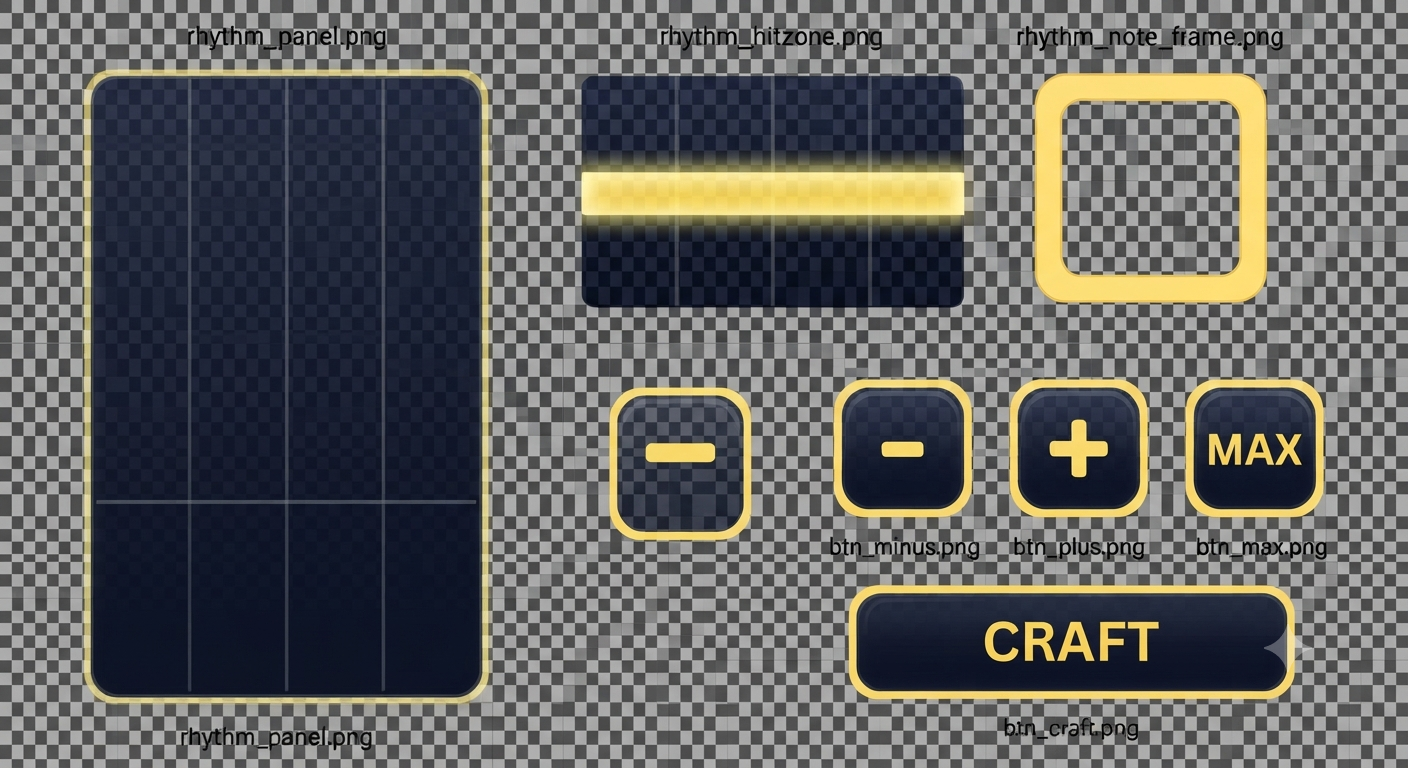 rhythm_panel.png
rhythm_hitzone.png
rhythm_note_frame.png
MAX
btn_minus.png
btn_plus.png
btn_max.png
CRAFT
rhythm_panel.png
btn_craft.png